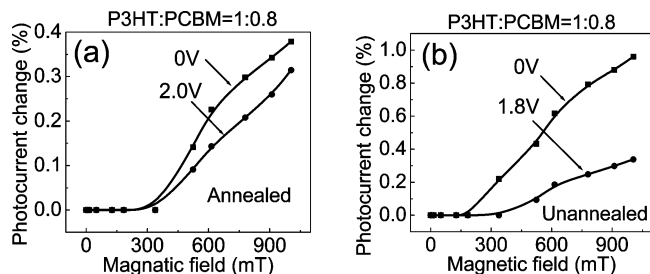 P3HT:PCBM=1:0.8
(a)
0V
2.0V
Annealed
Photocurrent change (%)
0.4
0.3
0.2
0.1
0.0
0 300 600 900
Magnatic field (mT)
P3HT:PCBM=1:0.8
(b)
0V
1.8V
Unannealed
Photocurrent change (%)
1.0
0.8
0.6
0.4
0.2
0.0
0 300 600 900
Magnatic field (mT)